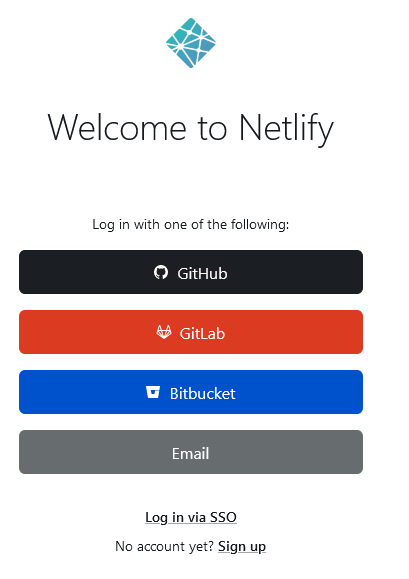 Welcome to Netlify
Log in with one of the following:
GitHub
GitLab
Bitbucket
Email
Log in via SSO
No account yet? Sign up